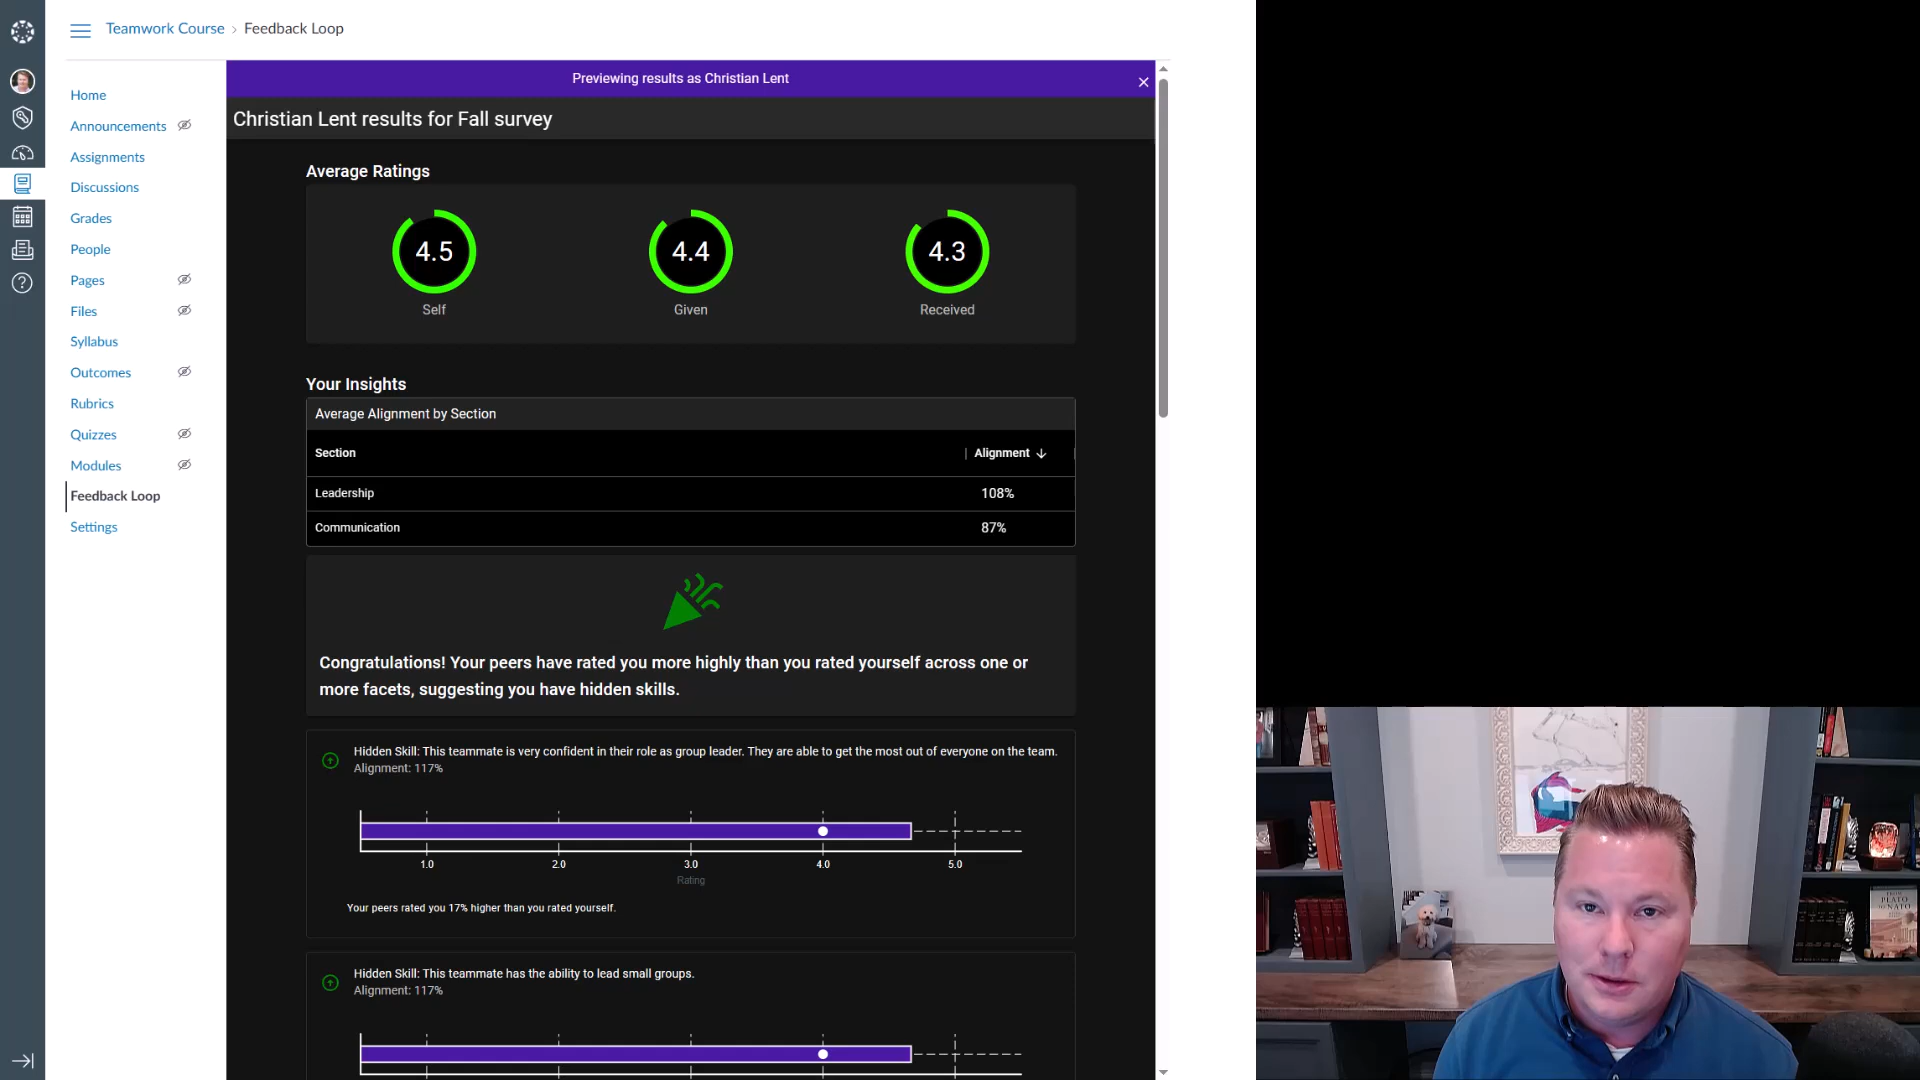 Teamwork Course › Feedback Loop
Home
Announcements
Assignments
Discussions
Grades
People
Pages
Files
Syllabus
Outcomes
Rubrics
Quizzes
Modules
Feedback Loop
Settings
Previewing results as Christian Lent
Christian Lent results for Fall survey
Average Ratings
4.5
4.4
4.3
Self
Given
Received
Your Insights
Average Alignment by Section
Section
Alignment
Leadership
108%
Communication
87%
Congratulations! Your peers have rated you more highly than you rated yourself across one or
more facets, suggesting you have hidden skills.
Hidden Skill: This teammate is very confident in their role as group leader. They are able to get the most out of everyone on the team.
Alignment: 117%
1.0 2.0 3.0 4.0 5.0
Rating
Your peers rated you 17% higher than you rated yourself.
Hidden Skill: This teammate has the ability to lead small groups.
Alignment: 117%
FROM
PLATO
TO NATO